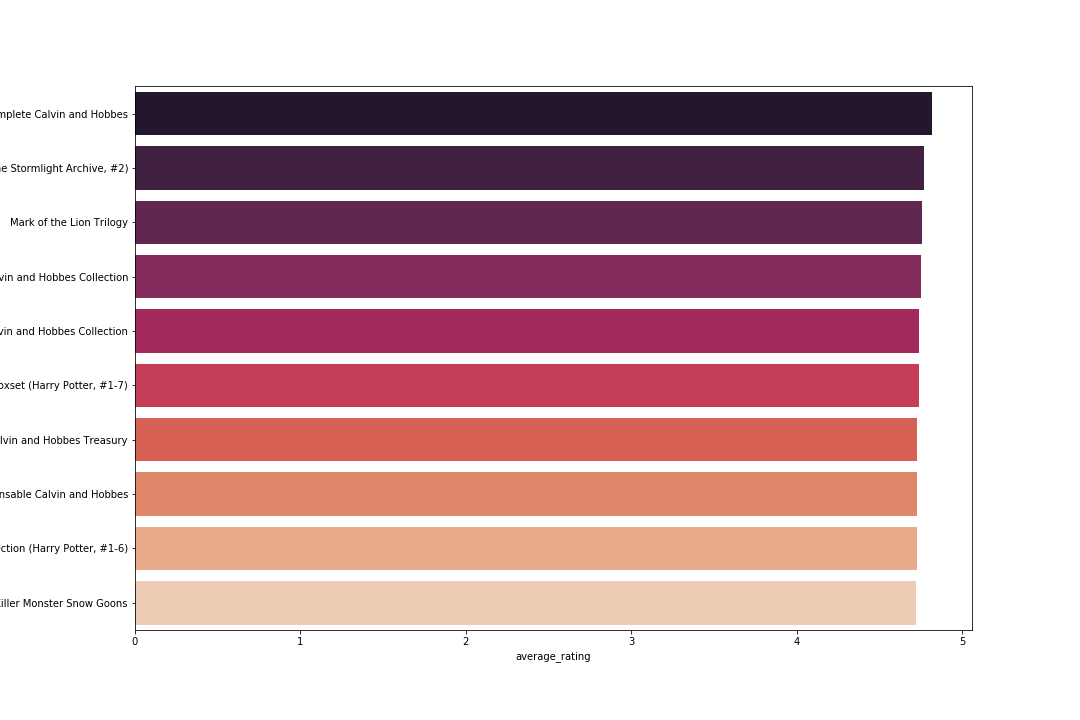 mplete Calvin and Hobbes
e Stormlight Archive, #2)
Mark of the Lion Trilogy
vin and Hobbes Collection
vin and Hobbes Collection
oxset (Harry Potter, #1-7)
lvin and Hobbes Treasury
nsable Calvin and Hobbes
ction (Harry Potter, #1-6)
Killer Monster Snow Goons
0 1 2 3 4 5
average_rating